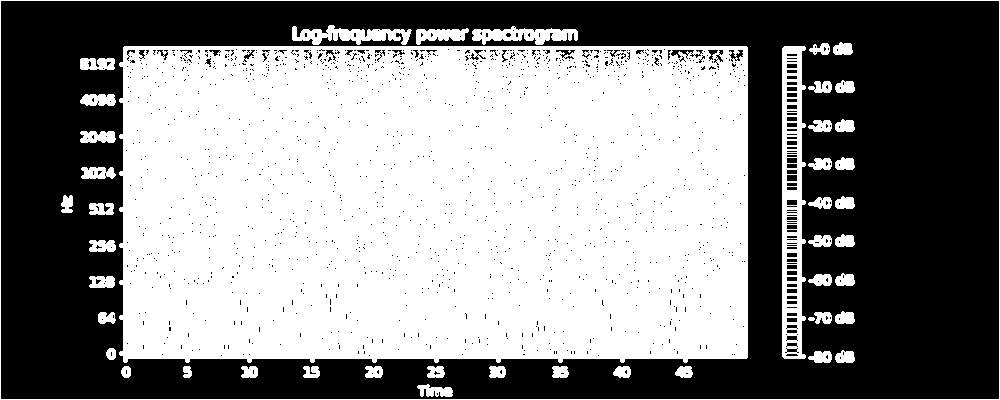 Log-frequency power spectrogram
Hz
8192
4096
2048
1024
512
256
128
64
0
0 5 10 15 20 25 30 35 40 45
Time
+0 dB
-10 dB
-20 dB
-30 dB
-40 dB
-50 dB
-60 dB
-70 dB
-80 dB